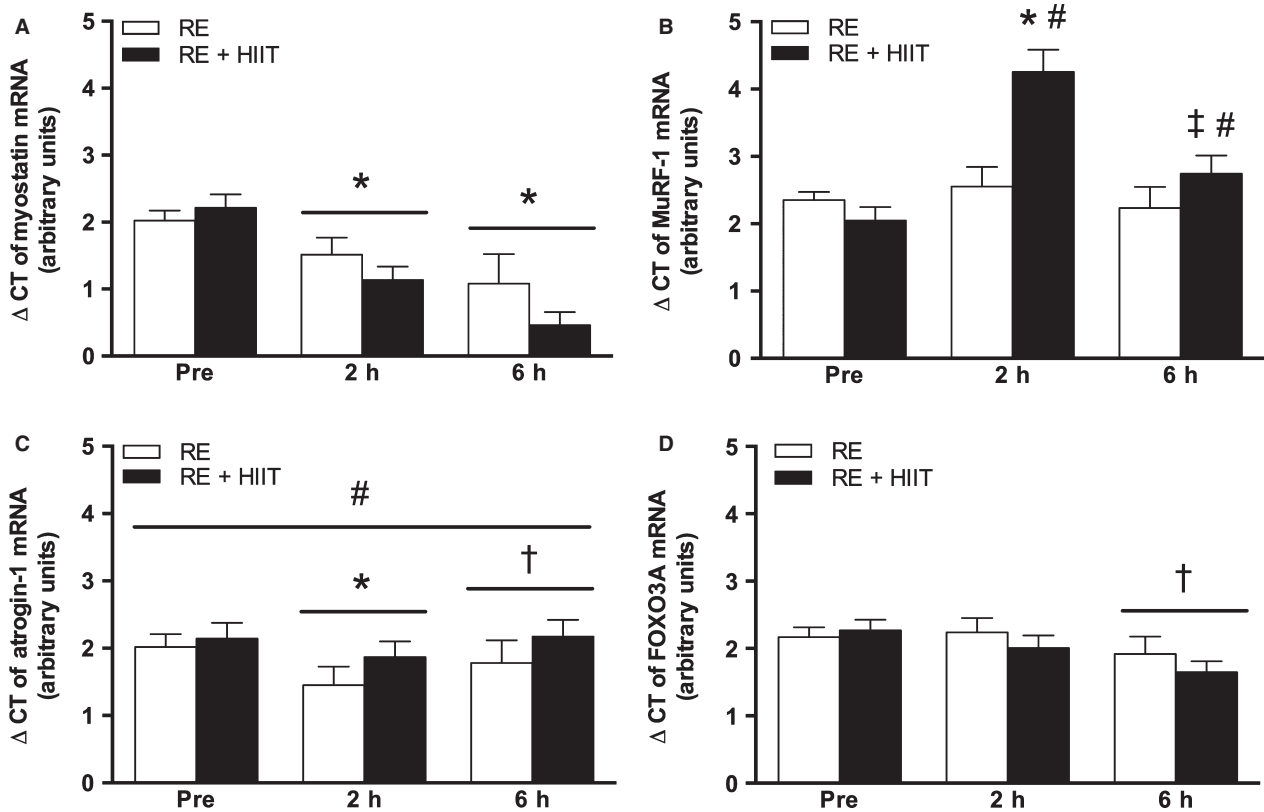 A
RE
RE + HIIT
Δ CT of myostatin mRNA
(arbitrary units)
5
4
3
2
1
0
*
*
Pre
2 h
6 h
B
RE
RE + HIIT
Δ CT of MuRF-1 mRNA
(arbitrary units)
5
4
3
2
1
0
* #
‡ #
Pre
2 h
6 h
C
RE
RE + HIIT
Δ CT of atrogin-1 mRNA
(arbitrary units)
5
4
3
2
1
0
#
*
†
Pre
2 h
6 h
D
RE
RE + HIIT
Δ CT of FOXO3A mRNA
(arbitrary units)
5
4
3
2
1
0
†
Pre
2 h
6 h